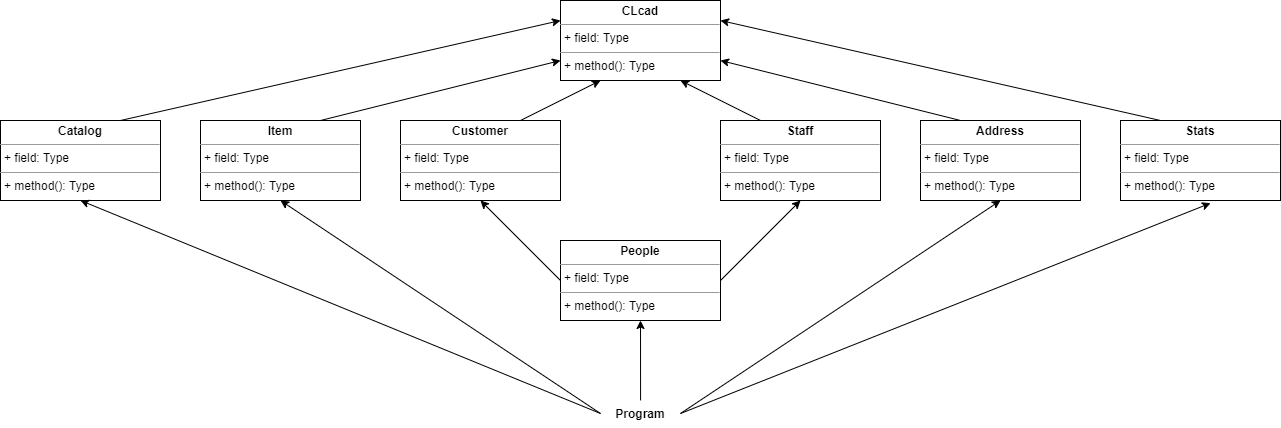 CLcad
+ field: Type
+ method(): Type
Catalog
+ field: Type
+ method(): Type
Item
+ field: Type
+ method(): Type
Customer
+ field: Type
+ method(): Type
Staff
+ field: Type
+ method(): Type
Address
+ field: Type
+ method(): Type
Stats
+ field: Type
+ method(): Type
People
+ field: Type
+ method(): Type
Program